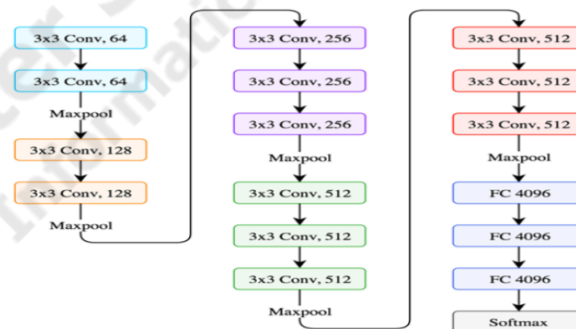 3x3 Conv, 64
3x3 Conv, 64
Maxpool
3x3 Conv, 128
3x3 Conv, 128
Maxpool
3x3 Conv, 256
3x3 Conv, 256
3x3 Conv, 256
Maxpool
3x3 Conv, 512
3x3 Conv, 512
3x3 Conv, 512
Maxpool
3x3 Conv, 512
3x3 Conv, 512
3x3 Conv, 512
Maxpool
FC 4096
FC 4096
FC 4096
Softmax